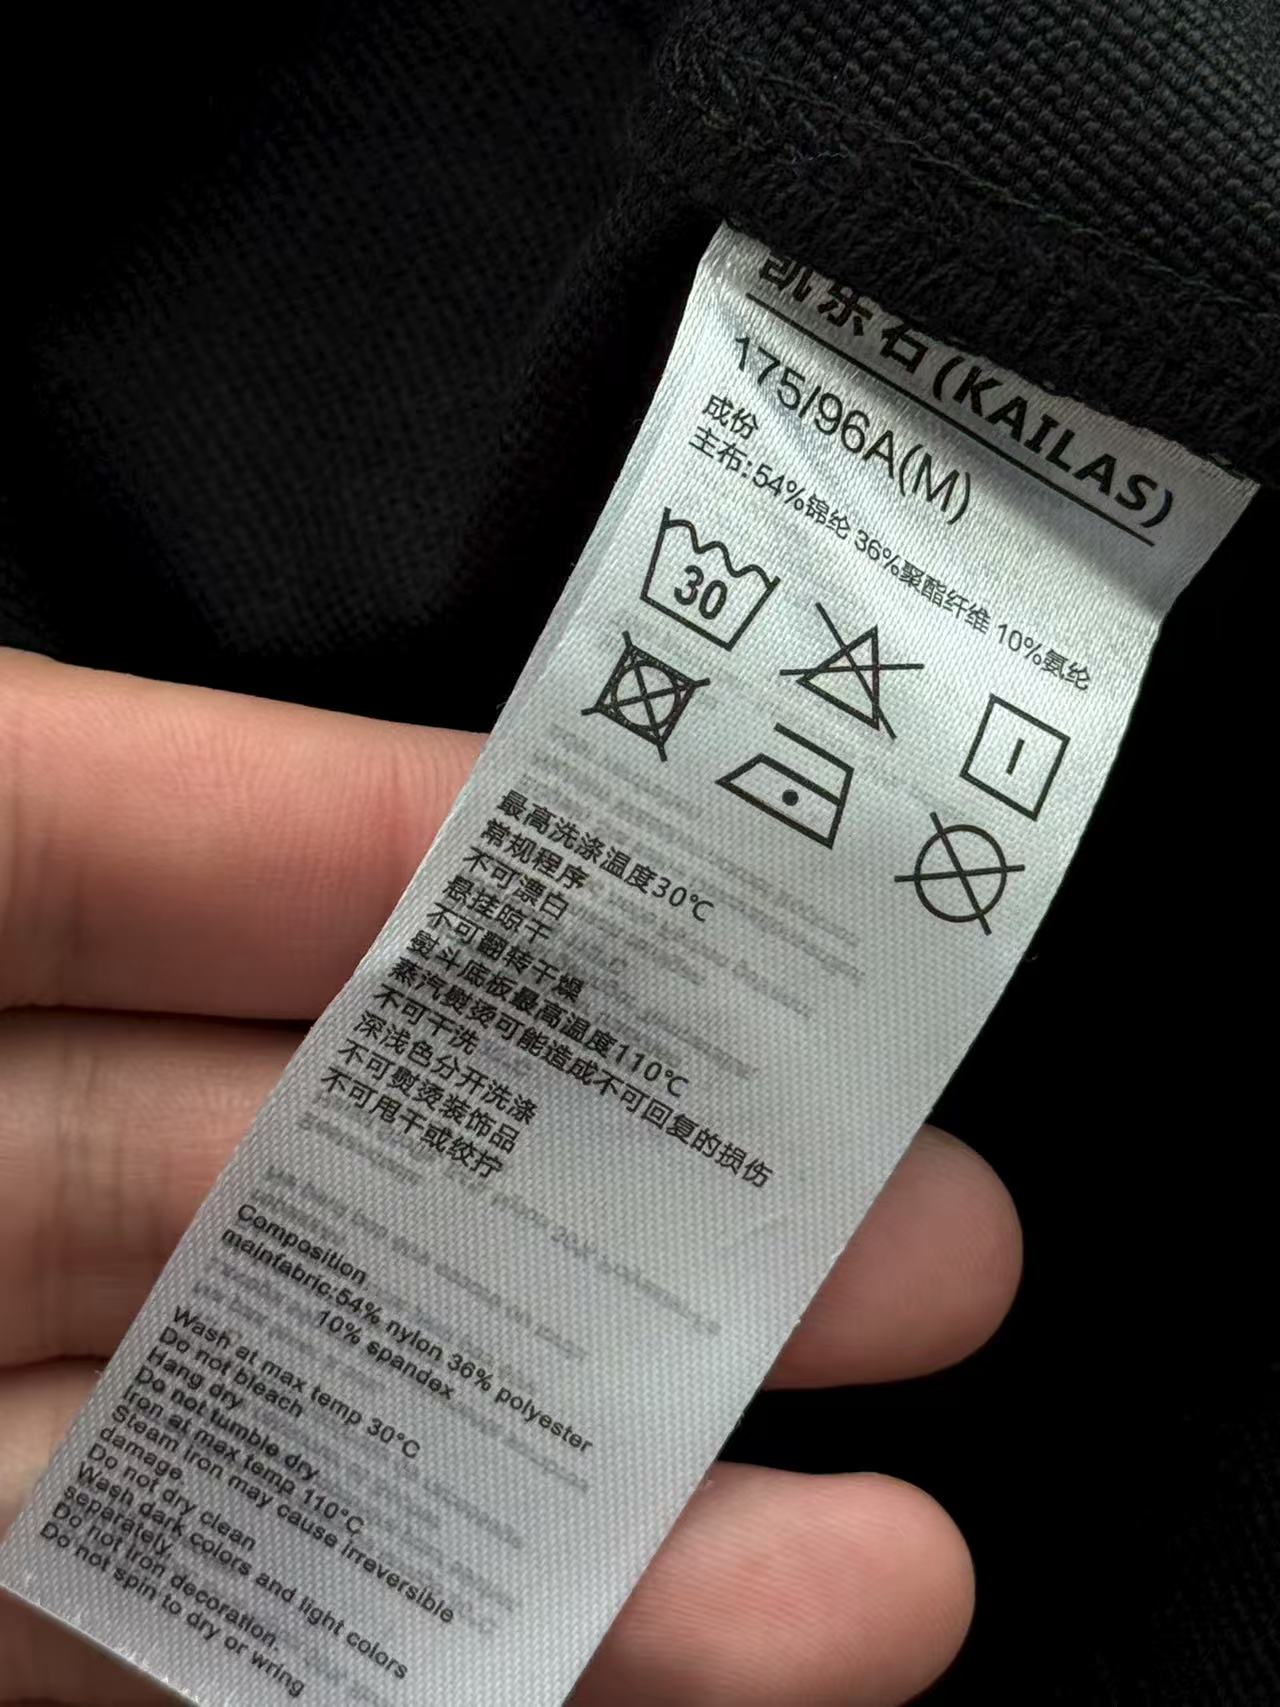 凯乐石(KAILAS)
175/96A(M)
成份
主布:54%锦纶 36%聚酯纤维 10%氨纶
30
最高洗涤温度30℃
常规程序
不可漂白
悬挂晾干
不可翻转干燥
熨斗底板最高温度110℃
蒸汽熨烫可能造成不可回复的损伤
不可干洗
深浅色分开洗涤
不可熨烫装饰品
不可甩干或绞拧
Composition
mainfabric:54% nylon 36% polyester
10% spandex
Wash at max temp 30°C
Do not bleach
Hang dry
Do not tumble dry
Iron at max temp 110°C
Steam iron may cause irreversible
damage.
Do not dry clean
Wash dark colors and light colors
separately.
Do not Iron decoration.
Do not spin to dry or wring